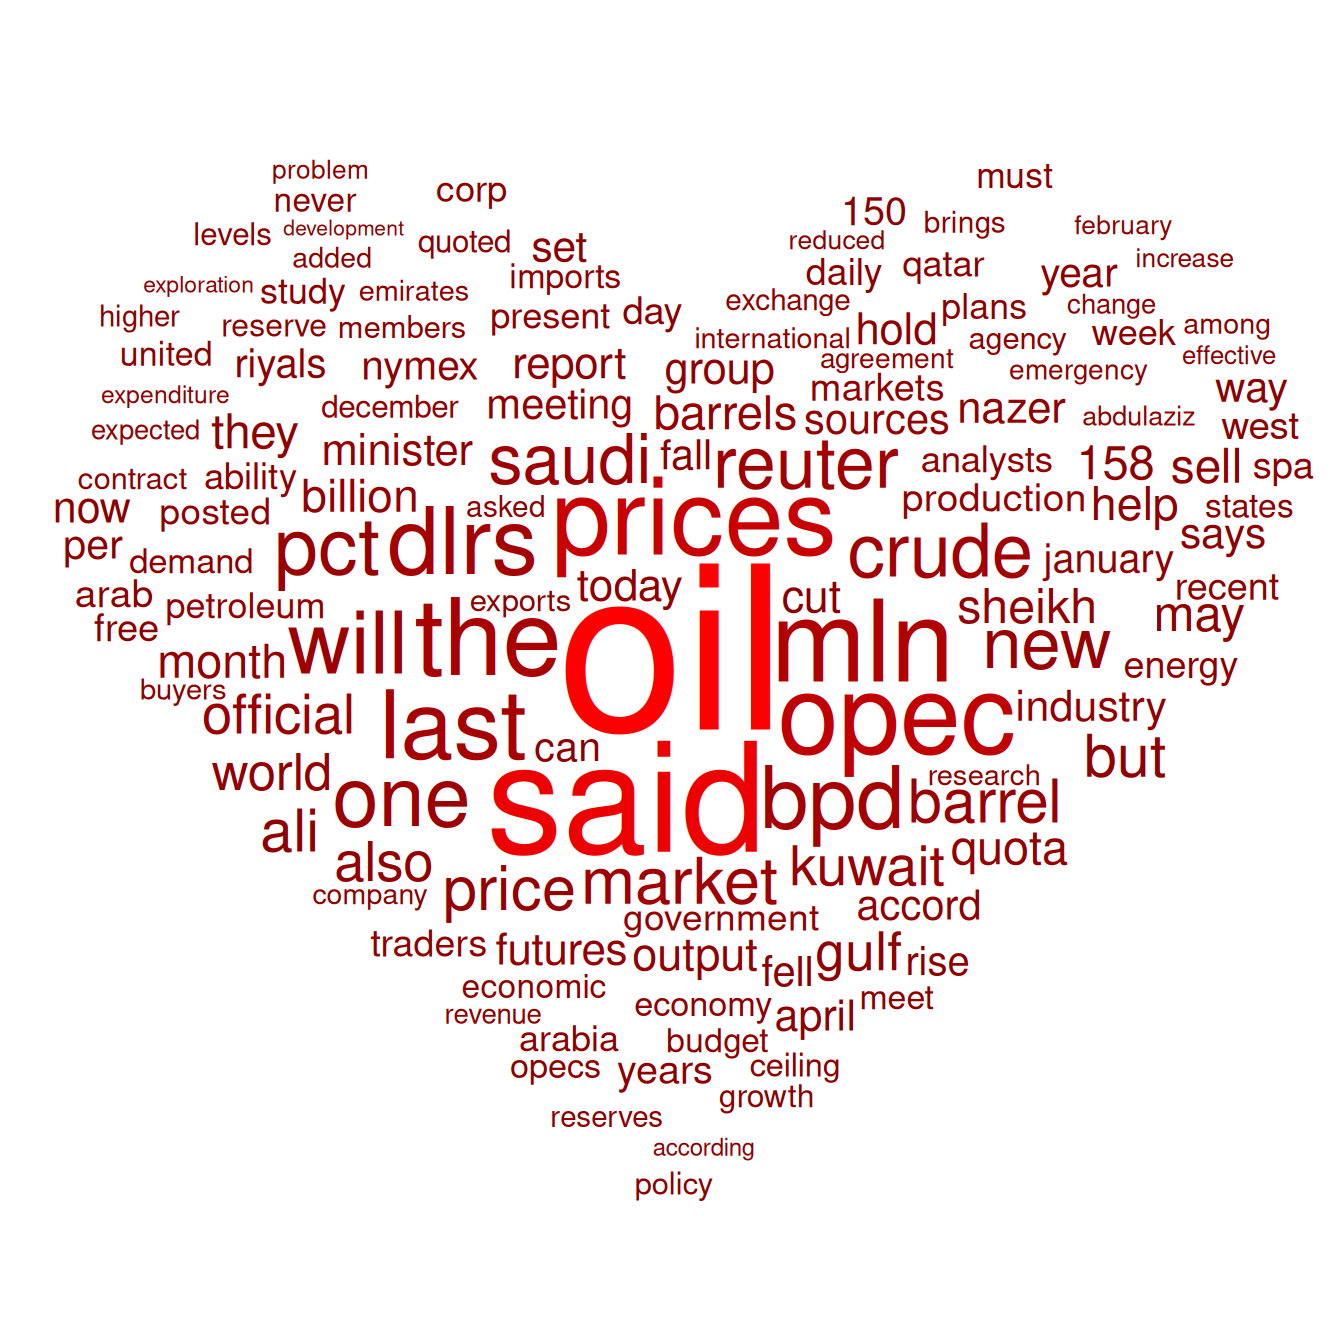 problem
never
corp
must
150
brings
february
levels
development
quoted
set
reduced
added
imports
daily
qatar
year
increase
exploration
study
emirates
exchange
plans
change
higher
reserve
members
present
day
international
hold
agency
week
among
united
riyals
nymex
report
group
agreement
emergency
effective
expenditure
december
meeting
barrels
markets
sources
nazer
abdulaziz
way
expected
they
minister
saudi
fall
reuter
analysts
158
sell
spa
west
contract
ability
billion
asked
prices
production
help
states
now
posted
pct
dlrs
crude
january
says
per
demand
today
cut
sheikh
recent
arab
petroleum
exports
oil
mln
new
may
free
will
the
month
energy
buyers
official
last
can
opec
industry
world
one
said
bpd
research
barrel
but
ali
also
price
market
kuwait
quota
company
government
accord
traders
futures
output
fell
gulf
rise
economic
economy
april
meet
revenue
arabia
budget
opecs
years
ceiling
growth
reserves
according
policy